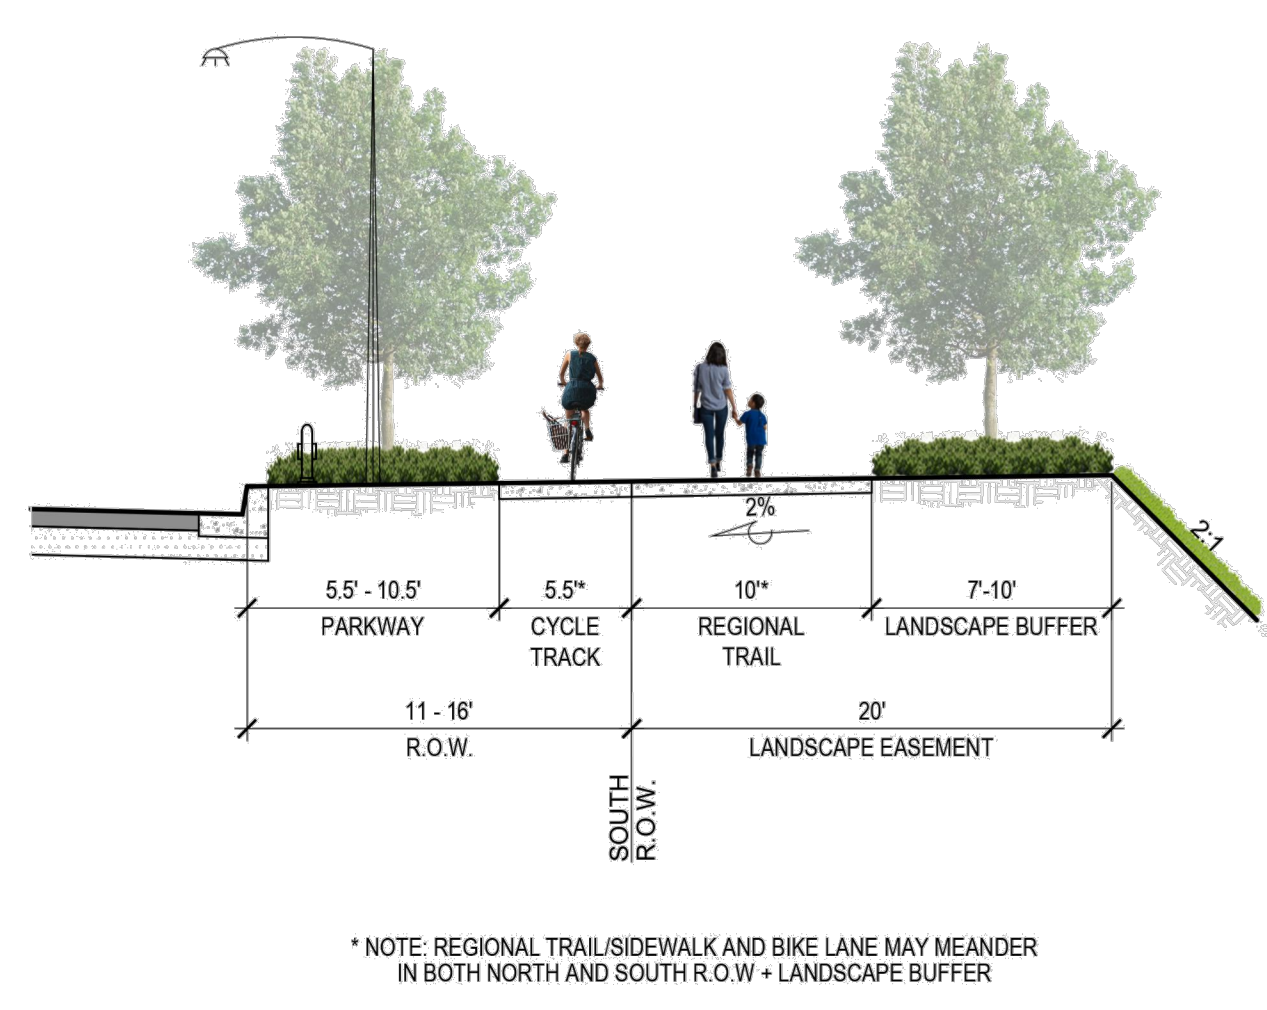 2:1
2%
5.5' - 10.5'
5.5'*
10'*
7'-10'
PARKWAY
CYCLE
TRACK
REGIONAL
TRAIL
LANDSCAPE BUFFER
11 - 16'
20'
R.O.W.
LANDSCAPE EASEMENT
SOUTH
R.O.W.
* NOTE: REGIONAL TRAIL/SIDEWALK AND BIKE LANE MAY MEANDER
IN BOTH NORTH AND SOUTH R.O.W + LANDSCAPE BUFFER